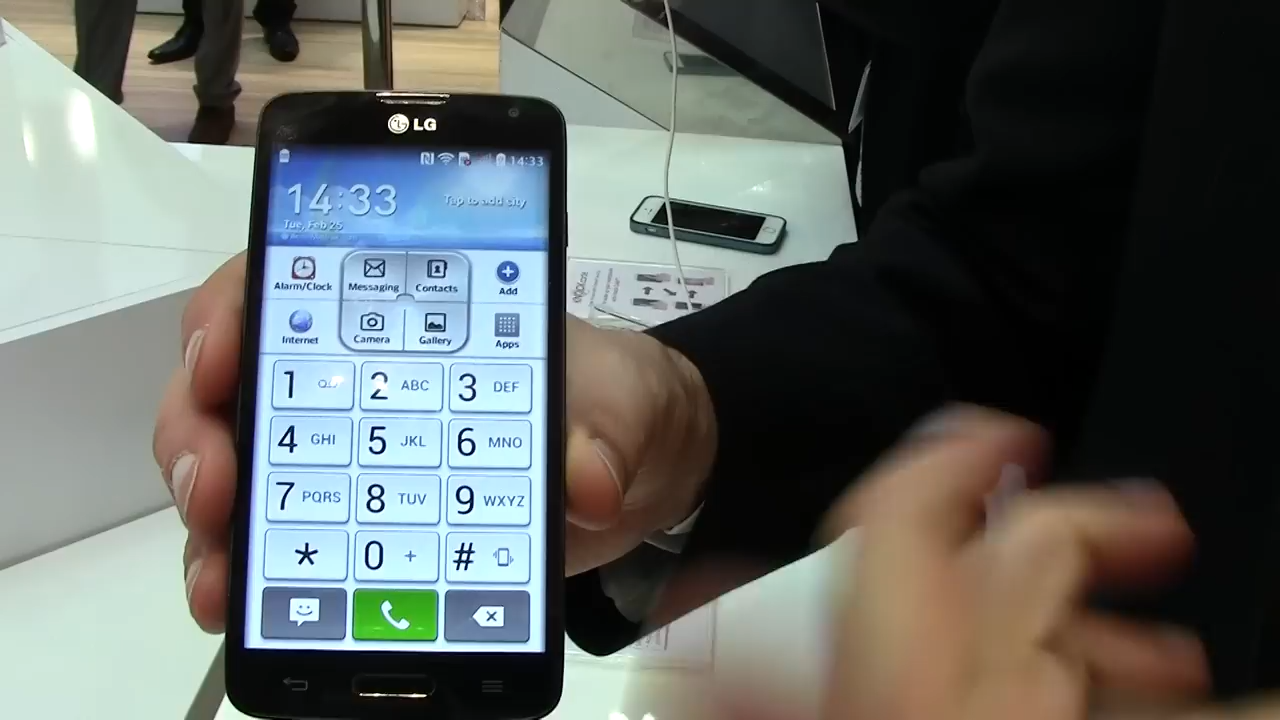 LG
14:33
14:33
Tap to add city
Tue, Feb 25
Alarm/Clock
Messaging
Contacts
Add
Internet
Camera
Gallery
Apps
1
2 ABC
3 DEF
4 GHI
5 JKL
6 MNO
7 PQRS
8 TUV
9 WXYZ
*
0 +
#